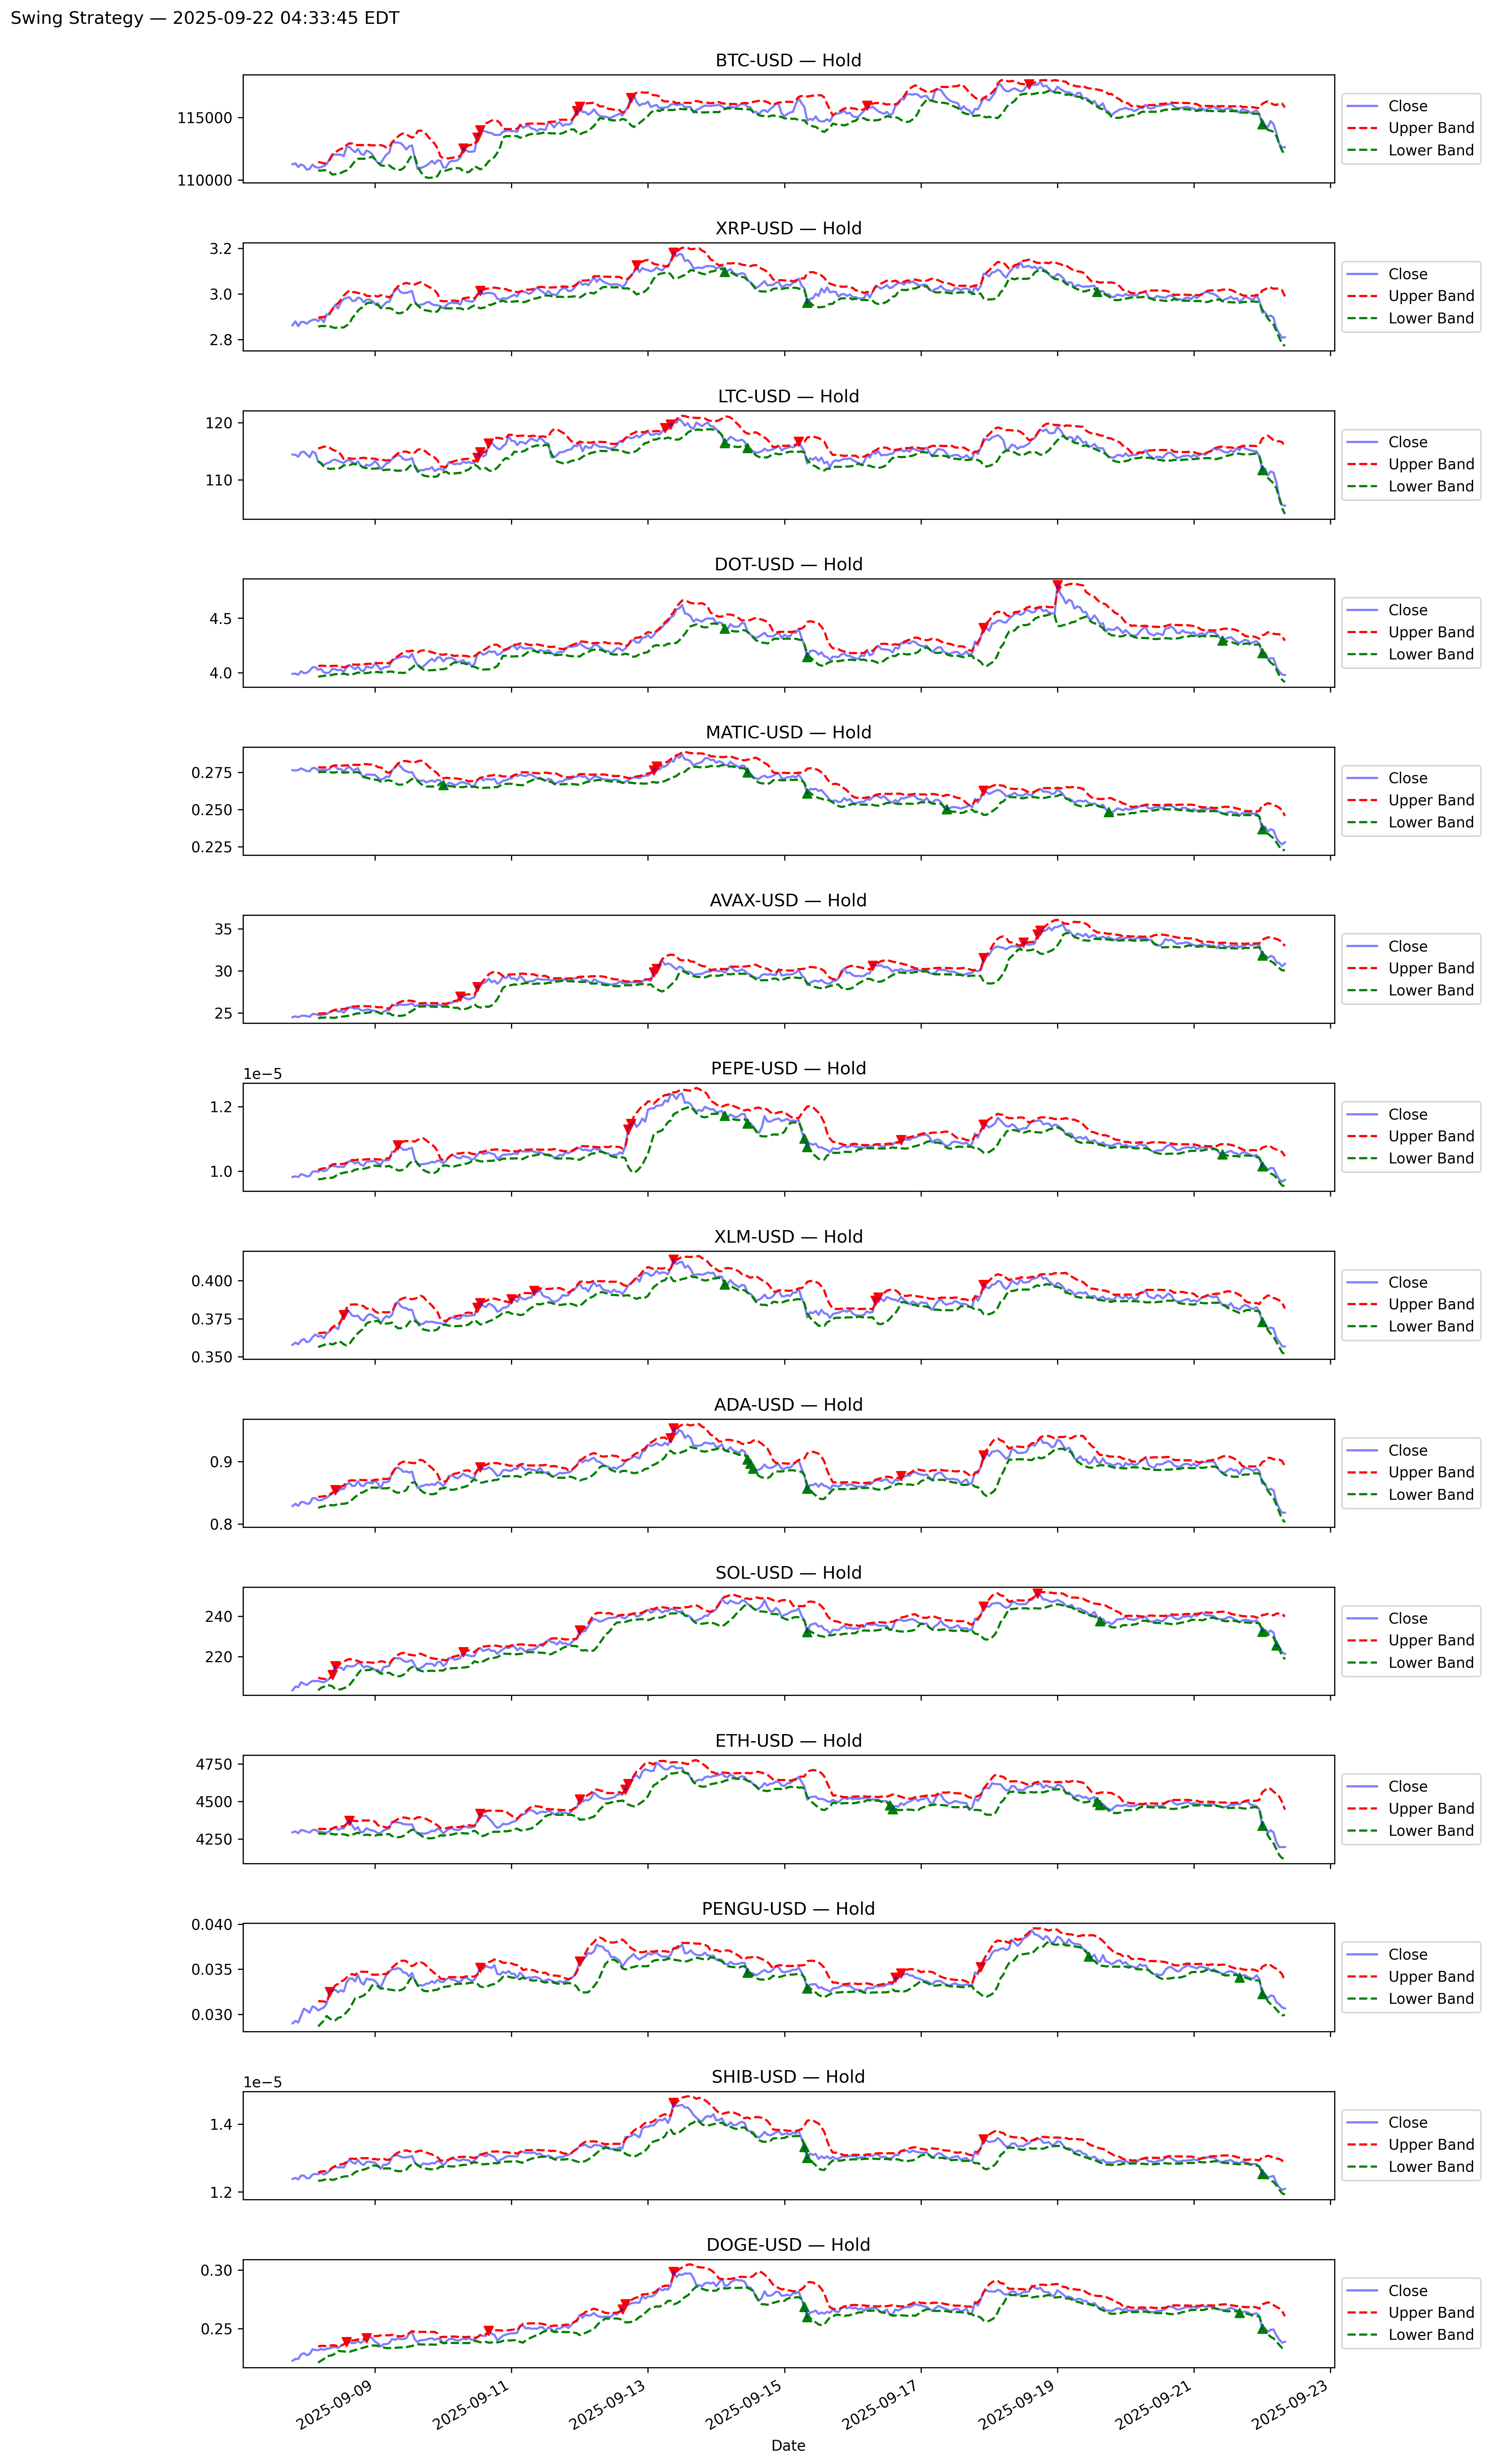 Swing Strategy — 2025-09-22 04:33:45 EDT
BTC-USD — Hold
115000
110000
Close
Upper Band
Lower Band
XRP-USD — Hold
3.2
3.0
2.8
Close
Upper Band
Lower Band
LTC-USD — Hold
120
110
Close
Upper Band
Lower Band
DOT-USD — Hold
4.5
4.0
Close
Upper Band
Lower Band
MATIC-USD — Hold
0.275
0.250
0.225
Close
Upper Band
Lower Band
AVAX-USD — Hold
35
30
25
Close
Upper Band
Lower Band
PEPE-USD — Hold
1e−5
1.2
1.0
Close
Upper Band
Lower Band
XLM-USD — Hold
0.400
0.375
0.350
Close
Upper Band
Lower Band
ADA-USD — Hold
0.9
0.8
Close
Upper Band
Lower Band
SOL-USD — Hold
240
220
Close
Upper Band
Lower Band
ETH-USD — Hold
4750
4500
4250
Close
Upper Band
Lower Band
PENGU-USD — Hold
0.040
0.035
0.030
Close
Upper Band
Lower Band
SHIB-USD — Hold
1e−5
1.4
1.2
Close
Upper Band
Lower Band
DOGE-USD — Hold
0.30
0.25
Close
Upper Band
Lower Band
2025-09-09
2025-09-11
2025-09-13
2025-09-15
2025-09-17
2025-09-19
2025-09-21
2025-09-23
Date